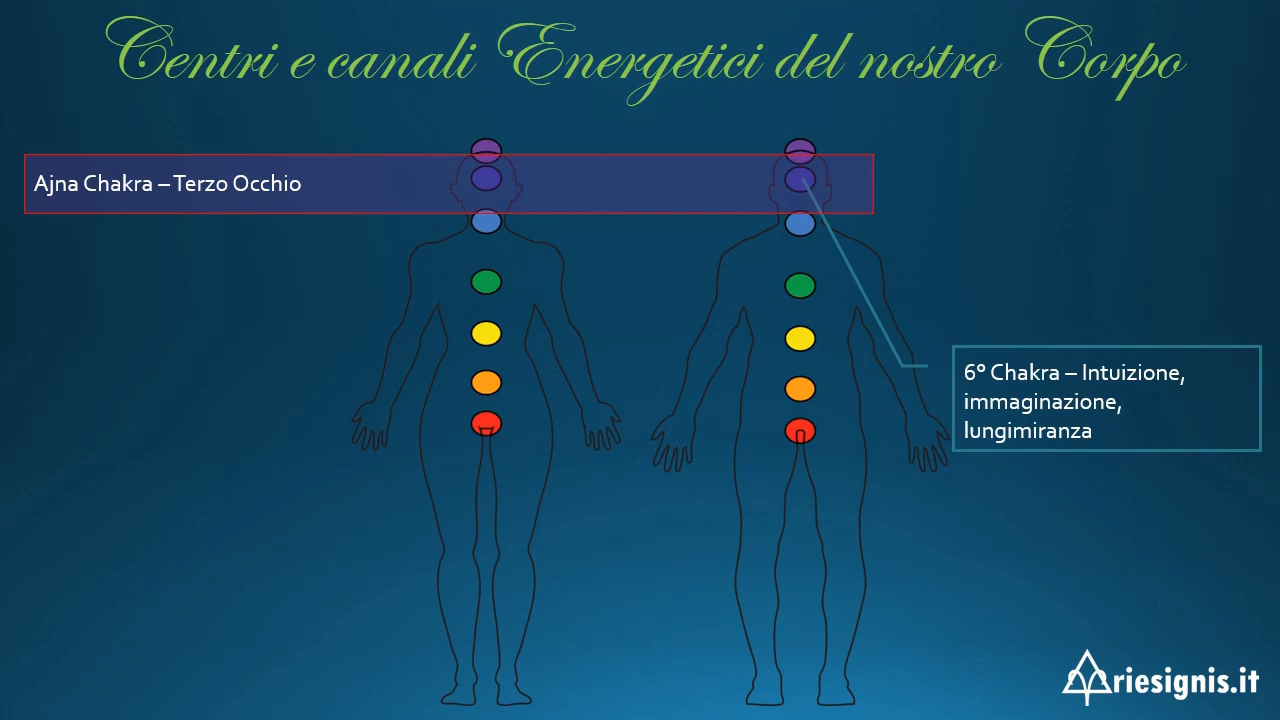 Centri e canali Energetici del nostro Corpo
Ajna Chakra – Terzo Occhio
6° Chakra – Intuizione,
immaginazione,
lungimiranza
riesignis.it